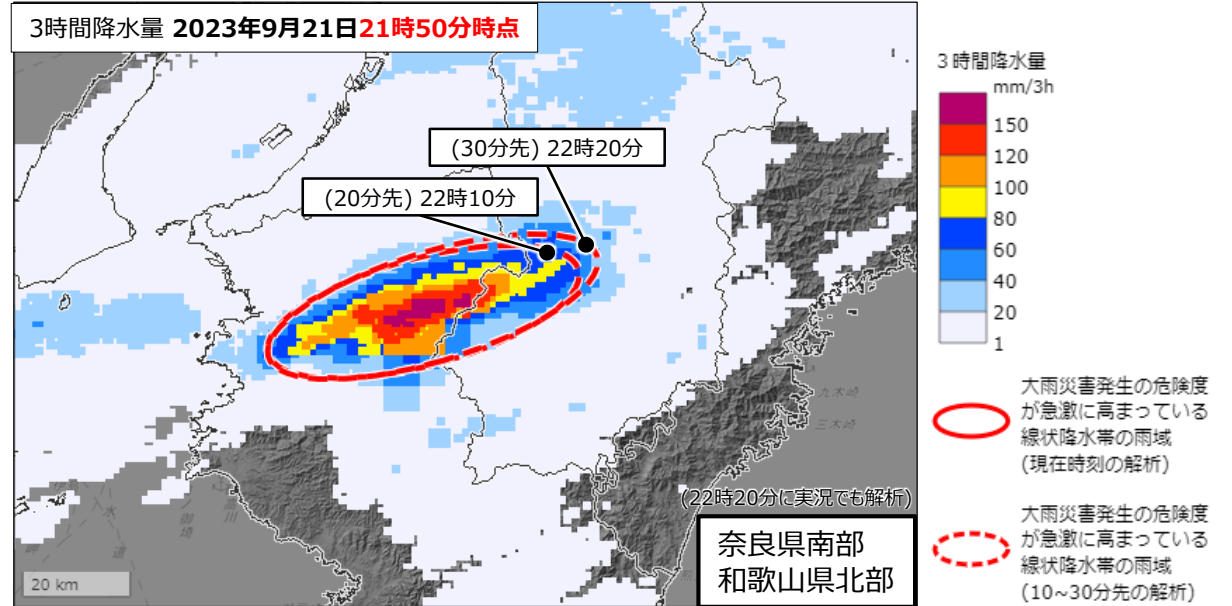 3時間降水量 2023年9月21日21時50分時点
(30分先) 22時20分
(20分先) 22時10分
九木崎
三木崎
(22時20分に実況でも解析)
奈良県南部
和歌山県北部
20 km
3時間降水量
mm/3h
150
120
100
80
60
40
20
1
大雨災害発生の危険度
が急激に高まっている
線状降水帯の雨域
(現在時刻の解析)
大雨災害発生の危険度
が急激に高まっている
線状降水帯の雨域
(10~30分先の解析)